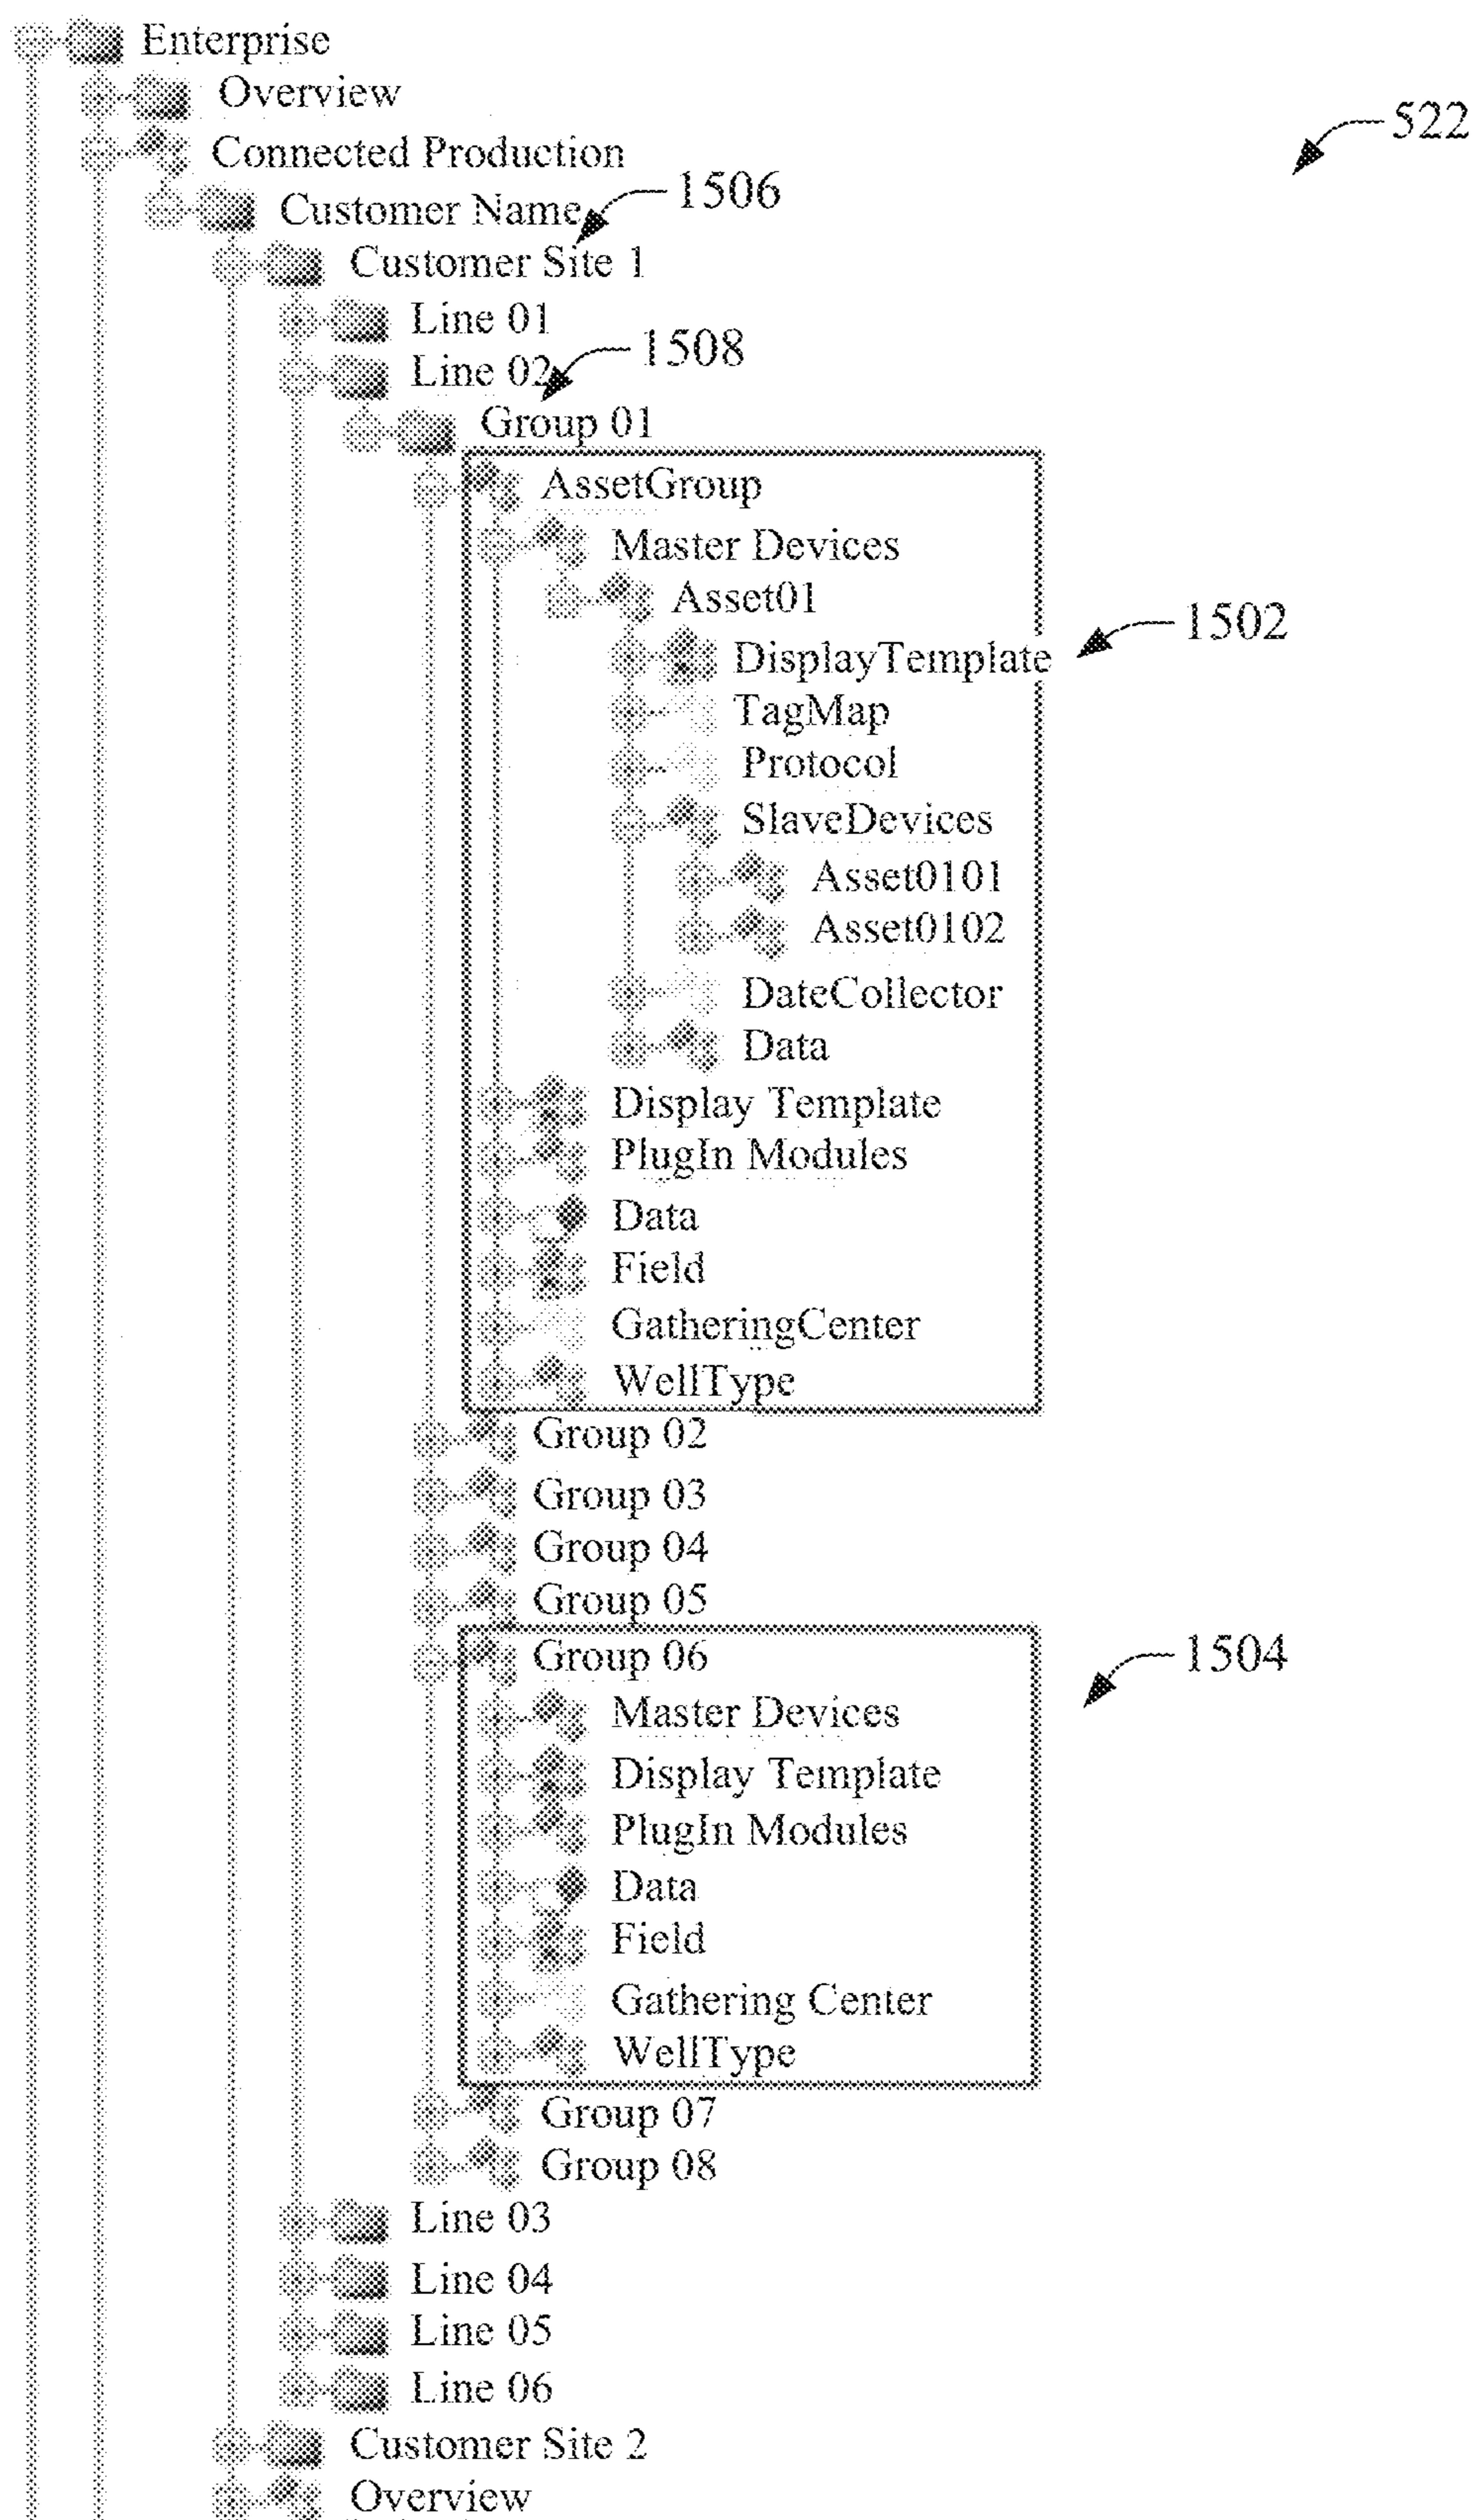 Enterprise
Overview
522
Connected Production
1506
Customer Name
Customer Site 1
Line 01
1508
Line 02
Group 01
AssetGroup
Master Devices
Asset01
1502
DisplayTemplate
TagMap
Protocol
SlaveDevices
Asset0101
Asset0102
DateCollector
Data
Display Template
PlugIn Modules
Data
Field
GatheringCenter
WellType
Group 02
Group 03
Group 04
Group 05
Group 06
1504
Master Devices
Display Template
PlugIn Modules
Data
Field
Gathering Center
WellType
Group 07
Group 08
Line 03
Line 04
Line 05
Line 06
Customer Site 2
Overview